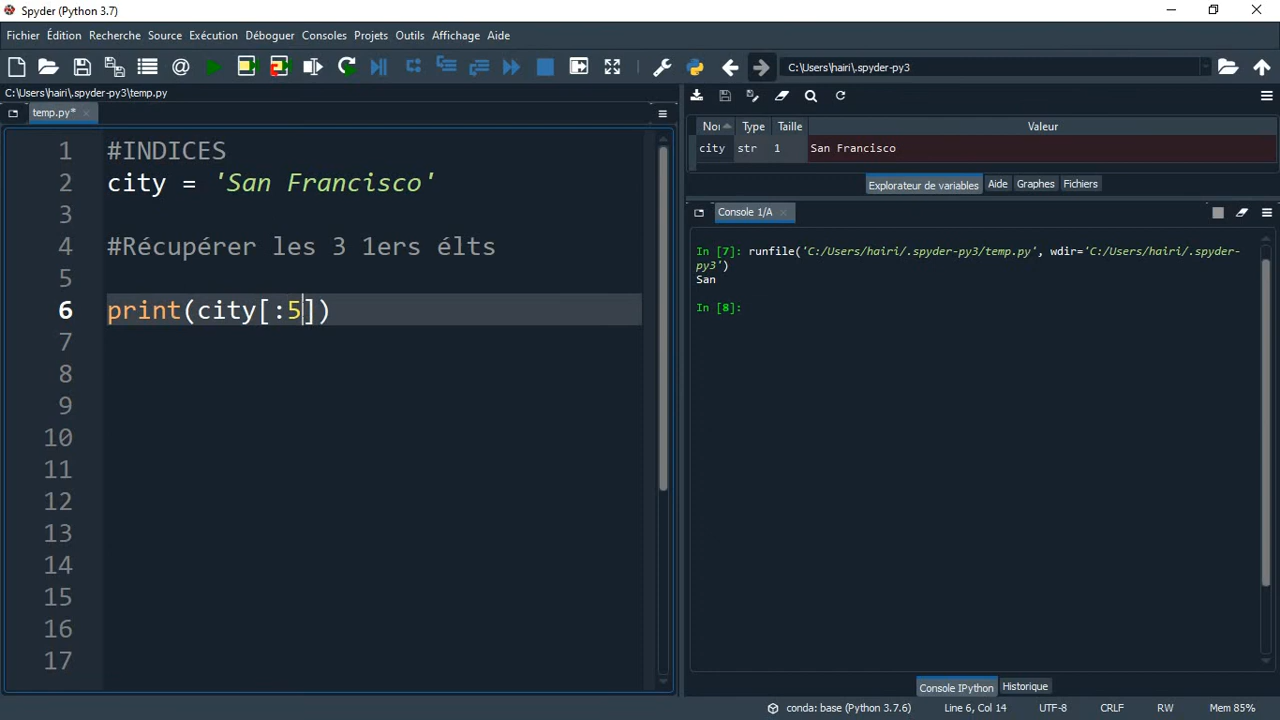 Spyder (Python 3.7)
Fichier Édition Recherche Source Exécution Déboguer Consoles Projets Outils Affichage Aide
C:\Users\hairi\.spyder-py3
C:\Users\hairi\.spyder-py3\temp.py
temp.py*
1 #INDICES
2 city = 'San Francisco'
3
4 #Récupérer les 3 1ers élts
5
6 print(city[:5])
7
8
9
10
11
12
13
14
15
16
17
Nor Type Taille Valeur
city str 1 San Francisco
Explorateur de variables Aide Graphes Fichiers
Console 1/A
In [7]: runfile('C:/Users/hairi/.spyder-py3/temp.py', wdir='C:/Users/hairi/.spyder-
py3')
San
In [8]:
Console IPython Historique
conda: base (Python 3.7.6) Line 6, Col 14 UTF-8 CRLF RW Mem 85%